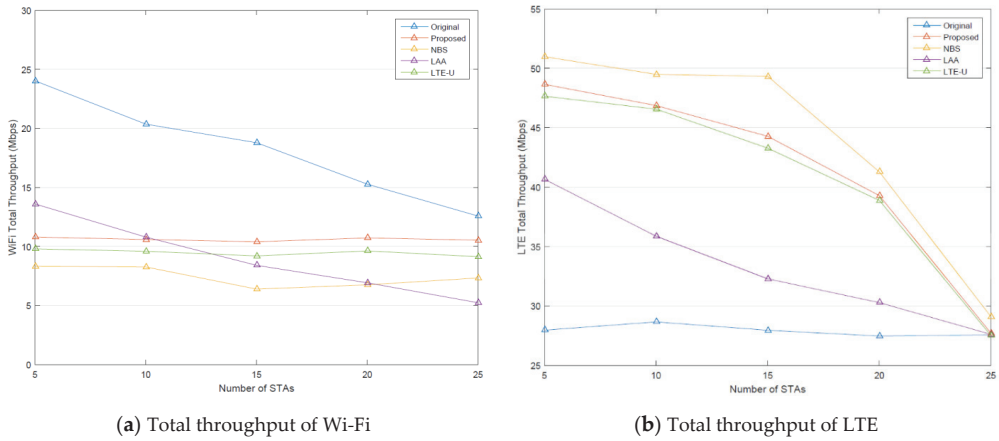 30
25
20
15
10
5
0
WiFi Total Throughput (Mbps)
5 10 15 20 25
Number of STAs
Original
Proposed
NBS
LAA
LTE-U
(a) Total throughput of Wi-Fi
55
50
45
40
35
30
25
LTE Total Throughput (Mbps)
5 10 15 20 25
Number of STAs
Original
Proposed
NBS
LAA
LTE-U
(b) Total throughput of LTE